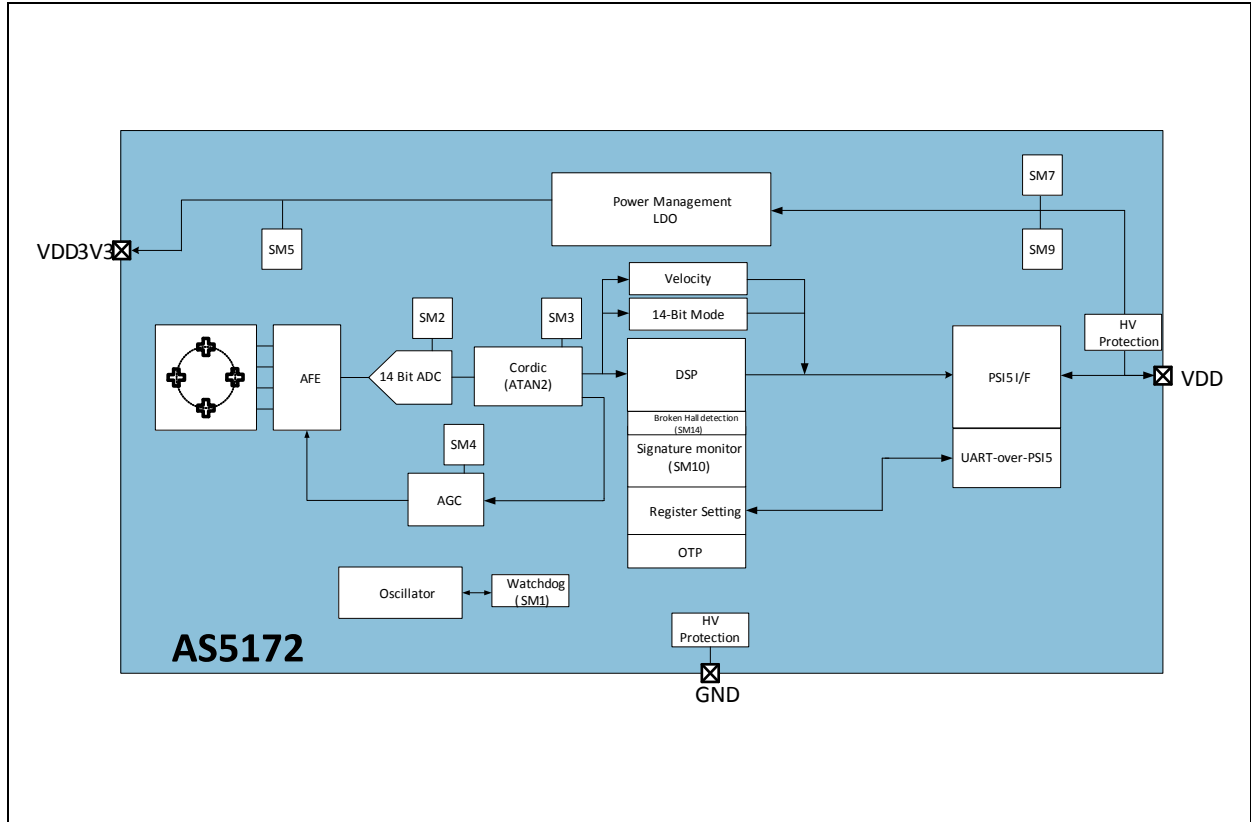 SM7
Power Management
LDO
VDD3V3
SM5
SM9
Velocity
SM2
SM3
14-Bit Mode
HV
Protection
AFE
14 Bit ADC
Cordic
(ATAN2)
DSP
PSI5 I/F
VDD
Broken Hall detection
(SM14)
SM4
Signature monitor
(SM10)
UART-over-PSI5
AGC
Register Setting
OTP
Oscillator
Watchdog
(SM1)
HV
Protection
AS5172
GND